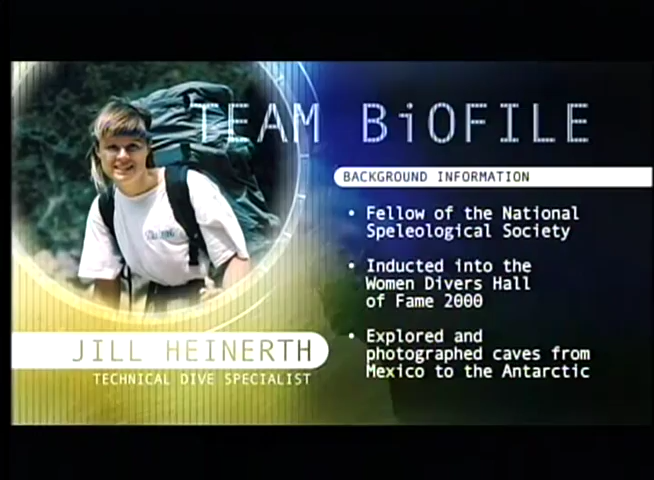 TEAM BiOFILE
BACKGROUND INFORMATION
• Fellow of the National
Speleological Society
• Inducted into the
Women Divers Hall
of Fame 2000
• Explored and
photographed caves from
Mexico to the Antarctic
JILL HEINERTH
TECHNICAL DIVE SPECIALIST